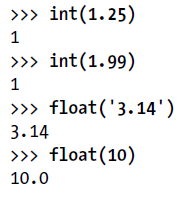 >>> int(1.25)
1
>>> int(1.99)
1
>>> float('3.14')
3.14
>>> float(10)
10.0